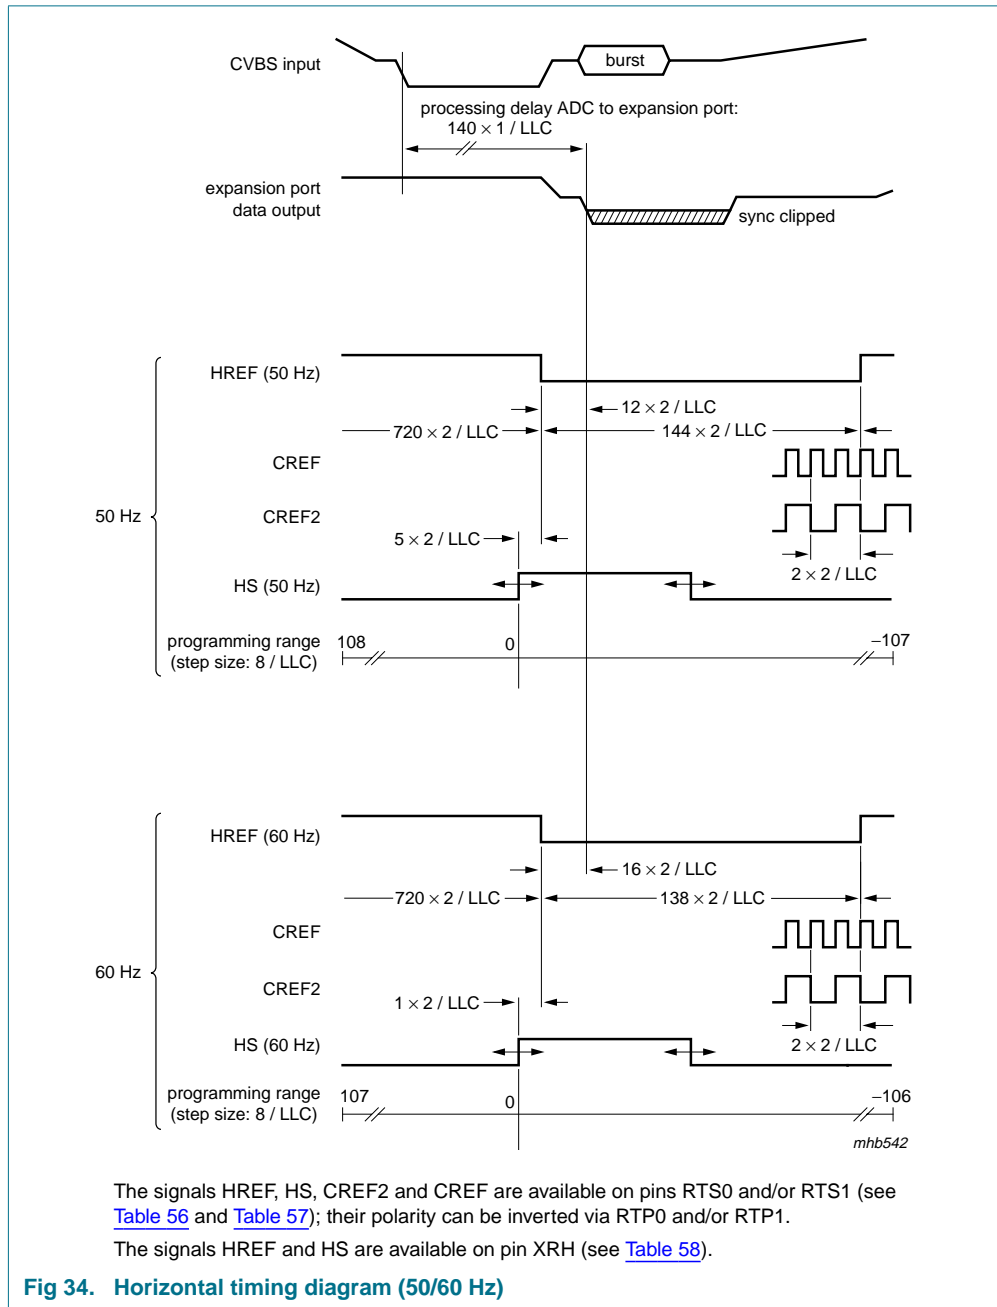 CVBS input
burst
processing delay ADC to expansion port:
140 × 1 / LLC
expansion port
data output
sync clipped
50 Hz
HREF (50 Hz)
12 × 2 / LLC
720 × 2 / LLC
144 × 2 / LLC
CREF
CREF2
5 × 2 / LLC
2 × 2 / LLC
HS (50 Hz)
programming range
(step size: 8 / LLC)
108
0
−107
60 Hz
HREF (60 Hz)
16 × 2 / LLC
720 × 2 / LLC
138 × 2 / LLC
CREF
CREF2
1 × 2 / LLC
2 × 2 / LLC
HS (60 Hz)
programming range
(step size: 8 / LLC)
107
0
−106
mhb542
The signals HREF, HS, CREF2 and CREF are available on pins RTS0 and/or RTS1 (see
Table 56 and Table 57); their polarity can be inverted via RTP0 and/or RTP1.
The signals HREF and HS are available on pin XRH (see Table 58).
Fig 34. Horizontal timing diagram (50/60 Hz)